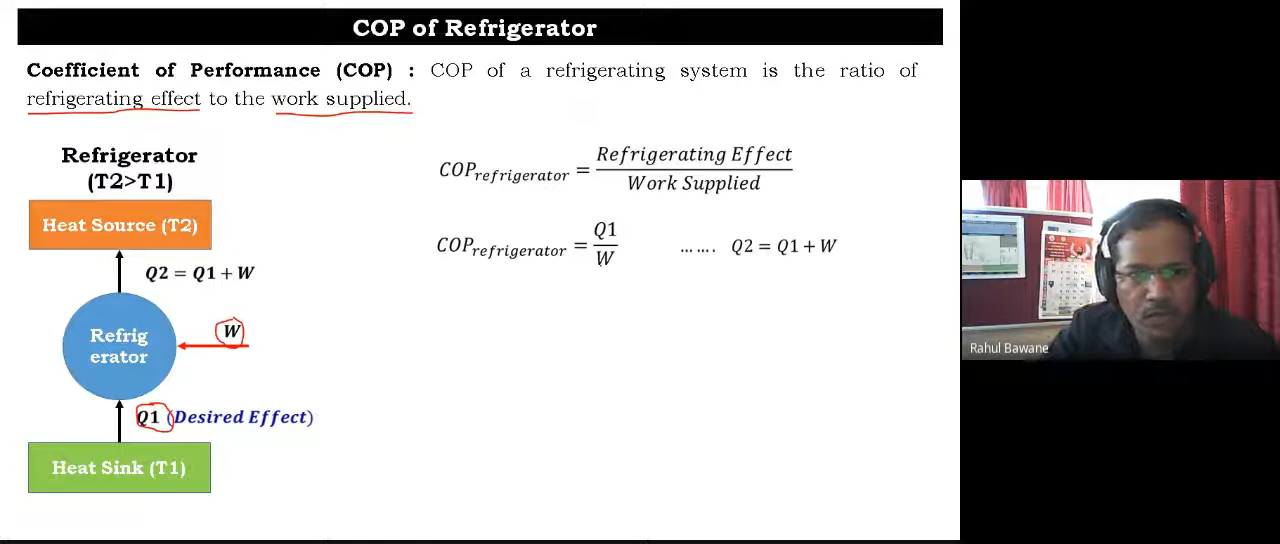 COP of Refrigerator
Coefficient of Performance (COP) : COP of a refrigerating system is the ratio of
refrigerating effect to the work supplied.
Refrigerator
(T2>T1)
Heat Source (T2)
Q2 = Q1 + W
Refrig
erator
W
Q1 (Desired Effect)
Heat Sink (T1)
COPrefrigerator = Refrigerating Effect / Work Supplied
COPrefrigerator = Q1 / W ....... Q2 = Q1 + W
Rahul Bawane